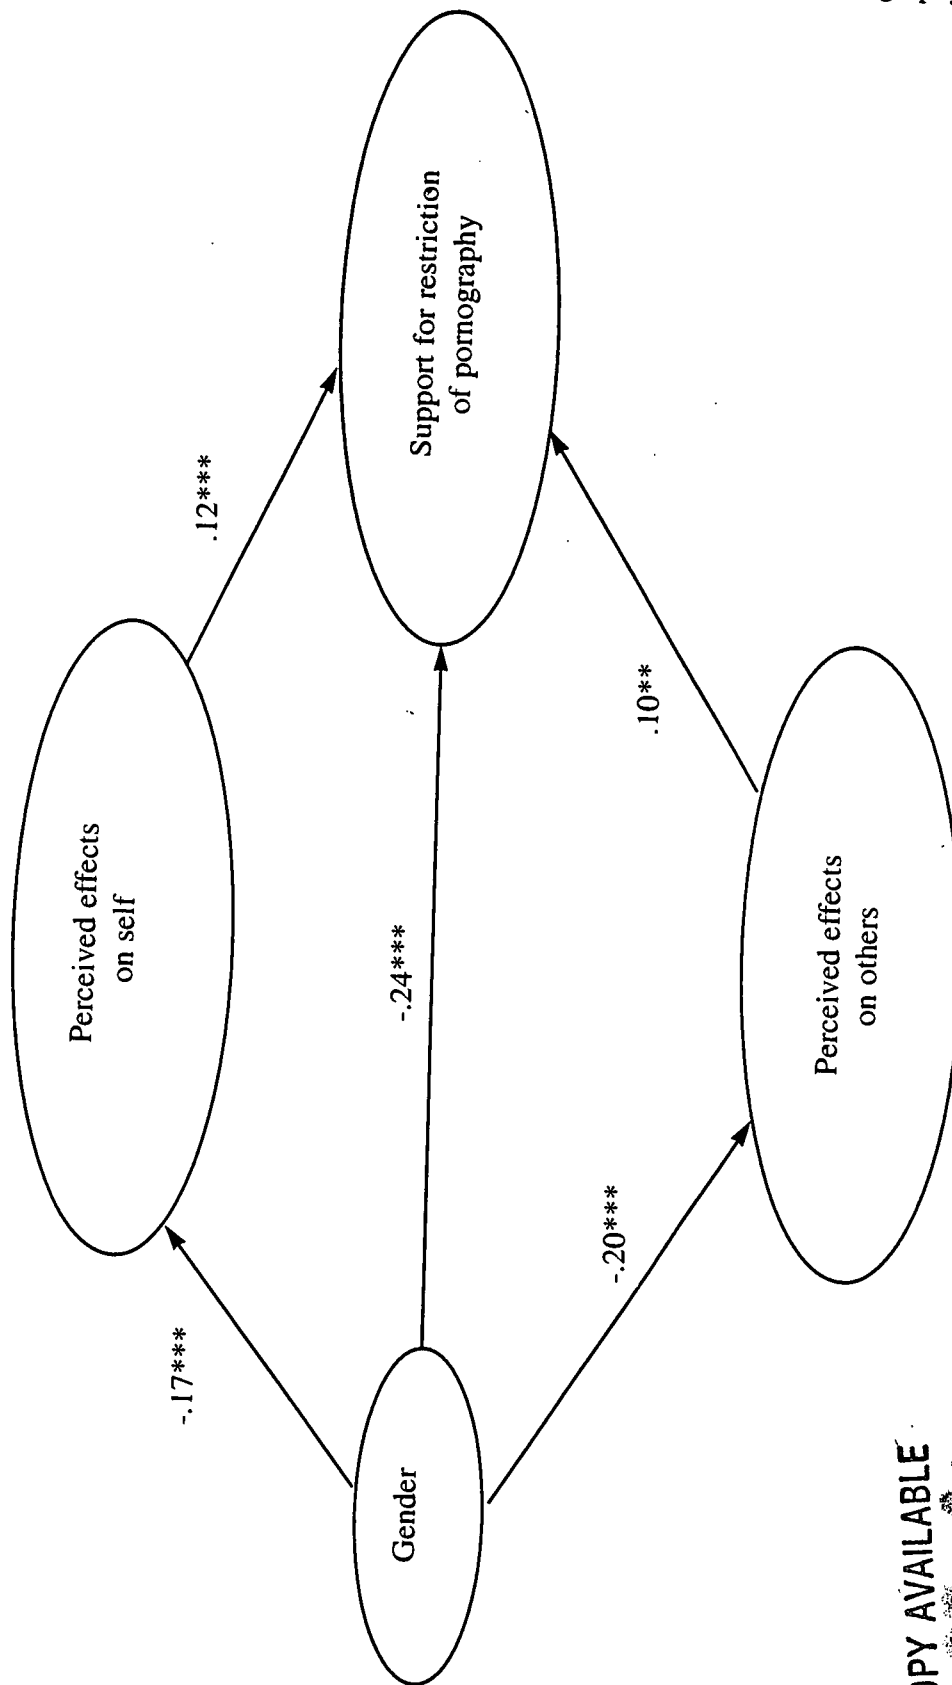 Perceived effects
on self
.12***
-.17***
Gender
-.24***
Support for restriction
of pornography
-.20***
.10**
Perceived effects
on others
AVAILABLE